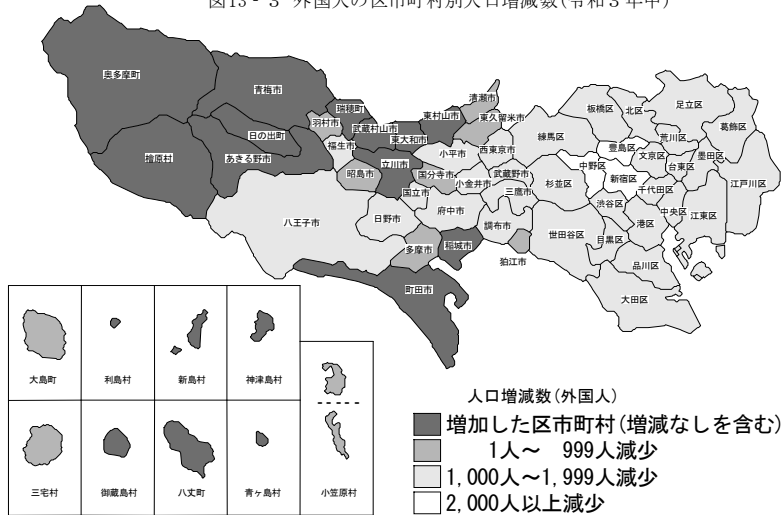 図13-3 外国人の区市町村別人口増減数(令和3年中)
奥多摩町
青梅市
瑞穂町
羽村市
武蔵村山市
東大和市
東村山市
清瀬市
東久留米市
日の出町
檜原村
あきる野市
福生市
昭島市
立川市
小平市
西東京市
国分寺市
小金井市
武蔵野市
三鷹市
国立市
八王子市
日野市
府中市
調布市
多摩市
稲城市
狛江市
町田市
板橋区
北区
足立区
葛飾区
練馬区
豊島区
荒川区
中野区
文京区
台東区
墨田区
新宿区
杉並区
千代田区
江戸川区
渋谷区
中央区
江東区
世田谷区
目黒区
港区
品川区
大田区
大島町
利島村
新島村
神津島村
三宅村
御蔵島村
八丈町
青ヶ島村
小笠原村
人口増減数(外国人)
増加した区市町村(増減なしを含む)
1人～ 999人減少
1,000人～1,999人減少
2,000人以上減少